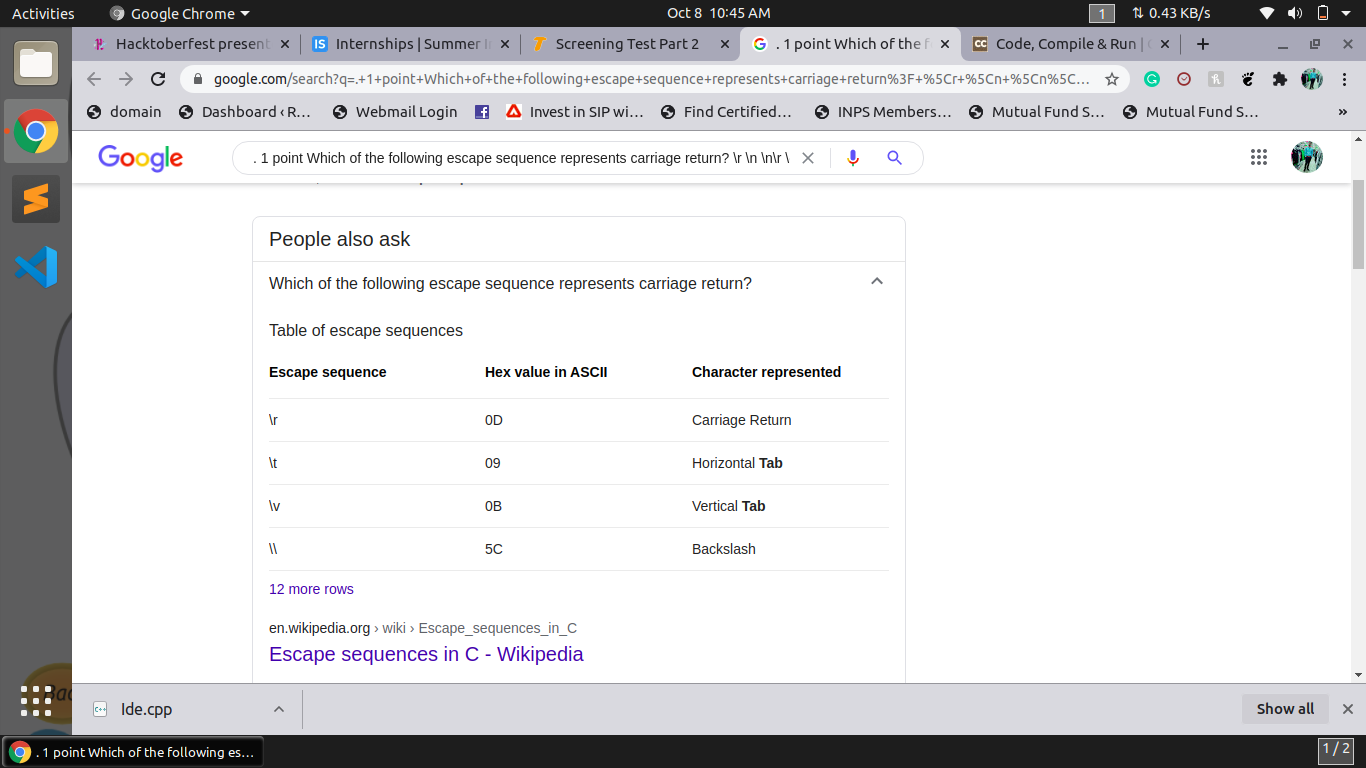 Activities Google Chrome Oct 8 10:45 AM 1 0.43 KB/s
Hacktoberfest present Internships | Summer I Screening Test Part 2 . 1 point Which of the f Code, Compile & Run |
google.com/search?q=.+1+point+Which+of+the+following+escape+sequence+represents+carriage+return%3F+%5Cr+%5Cn+%5Cn%5C...
domain Dashboard ‹ R... Webmail Login Invest in SIP wi... Find Certified... INPS Members... Mutual Fund S... Mutual Fund S... »
Google . 1 point Which of the following escape sequence represents carriage return? \r \n \n\r \
People also ask
Which of the following escape sequence represents carriage return?
Table of escape sequences
Escape sequence Hex value in ASCII Character represented
\r 0D Carriage Return
\t 09 Horizontal Tab
\v 0B Vertical Tab
\\ 5C Backslash
12 more rows
en.wikipedia.org › wiki › Escape_sequences_in_C
Escape sequences in C - Wikipedia
Ide.cpp Show all
. 1 point Which of the following es... 1 / 2